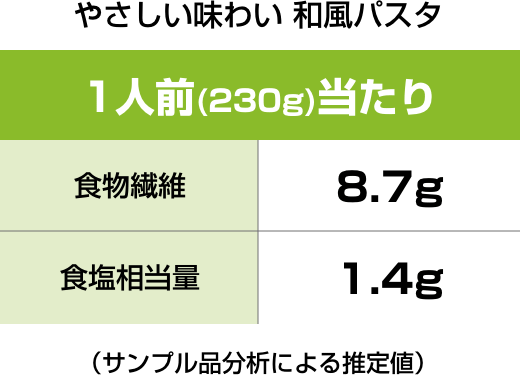 やさしい味わい 和風パスタ
1人前(230g)当たり
食物繊維 8.7g
食塩相当量 1.4g
（サンプル品分析による推定値）